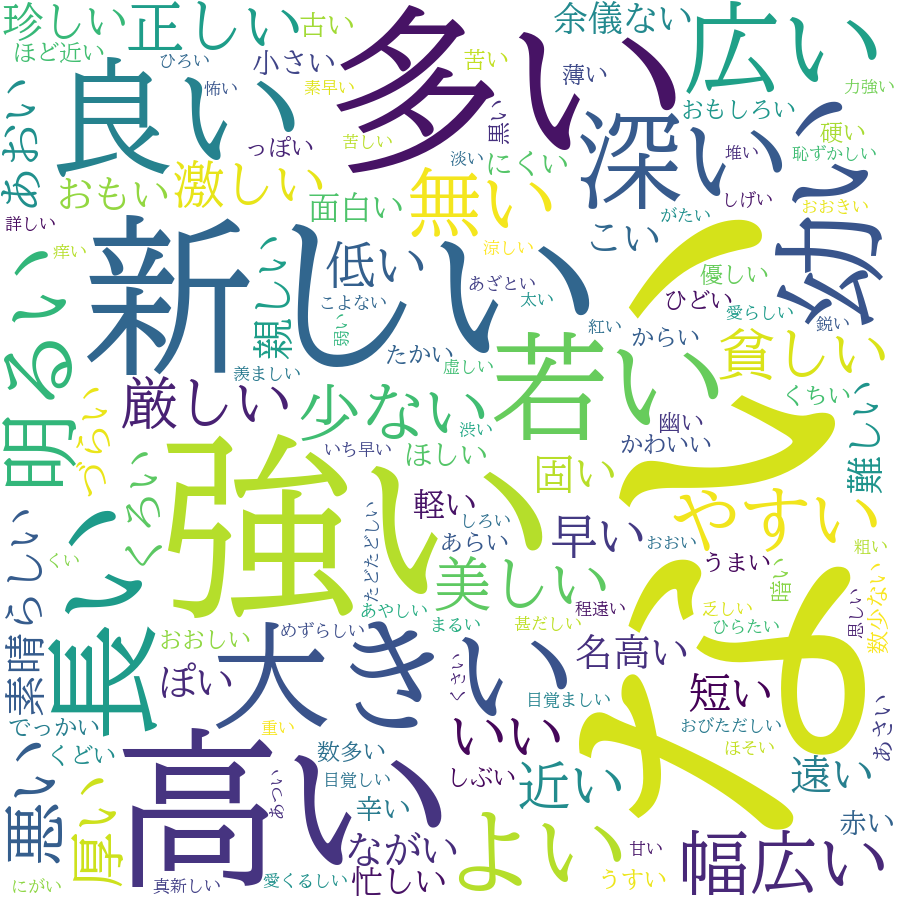 珍しい
正しい
古い
多い
余儀ない
広い
ほど近い
ひろい
小さい
苦い
薄い
力強い
怖い
素早い
良い
あおい
黒い
深い
おもしろい
硬い
幼い
っぽい
苦しい
淡い
にくい
堆い
恥ずかしい
おもい
激しい
無い
面白い
しげい
がたい
おおきい
詳しい
新しい
こい
痒い
親しい
低い
あざとい
優しい
ひどい
明るい
こよない
太い
愛らしい
弱い
紅い
からい
鋭い
たかい
若い
貧しい
羨ましい
虚しい
厳しい
少ない
くちい
渋い
幽い
づらい
いち早い
ほしい
かわいい
難しい
くろい
強い
固い
ない
やすい
軽い
しろい
早い
あらい
おおい
粗い
素晴らしい
くい
長い
たどたどしい
うまい
美しい
暗い
あやしい
まるい
程遠い
乏しい
思しい
数少ない
甚だしい
ひらたい
おおしい
大きい
めずらしい
い
名高い
ぽい
くさい
目覚ましい
短い
でっかい
重い
いい
おびただしい
あさい
くどい
高い
数多い
ほそい
悪い
厚い
目覚しい
しぶい
近い
遠い
あつい
辛い
よい
赤い
ながい
幅広い
甘い
にがい
真新しい
愛くるしい
忙しい
うすい